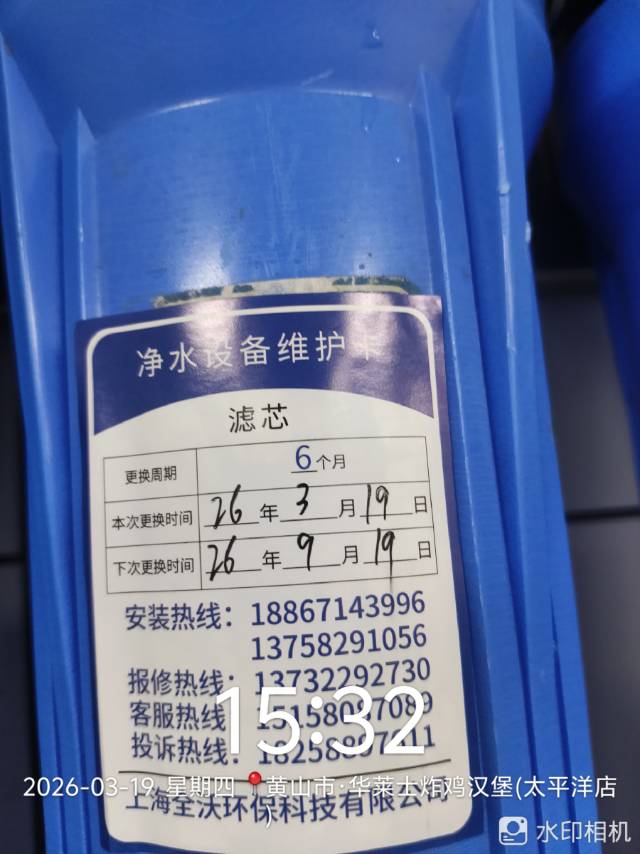 净水设备维护卡
滤芯
更换周期 6个月
本次更换时间 26年3月19日
下次更换时间 26年9月19日
安装热线：18867143996
13758291056
报修热线：13732292730
客服热线 15158087089
投诉热线：
15:32
2026-03-19 星期四 黄山市·华莱士炸鸡汉堡(太平洋店
)
上海全沃环保科技有限公司
水印相机